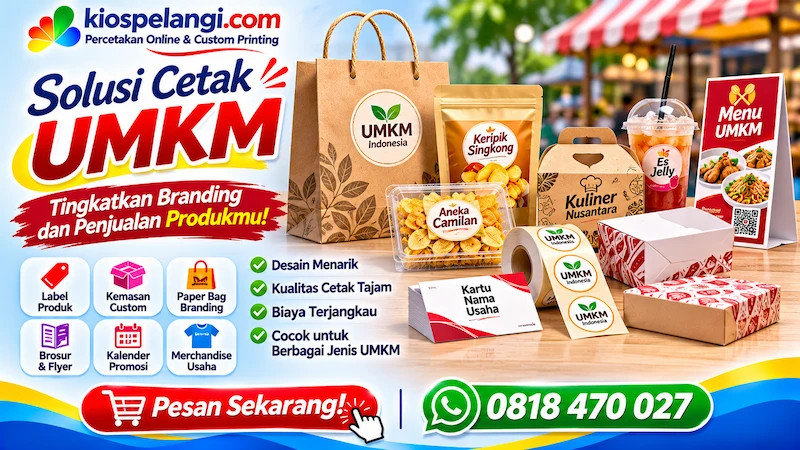 kiospelangi.com
Percetakan Online & Custom Printing
Solusi Cetak
UMKM
Tingkatkan Branding
dan Penjualan Produkmu!
Label
Produk
Kemasan
Custom
Paper Bag
Branding
Brosur
& Flyer
Kalender
Promosi
Merchandise
Usaha
Desain Menarik
Kualitas Cetak Tajam
Biaya Terjangkau
Cocok untuk
Berbagai Jenis UMKM
UMKM
Indonesia
Keripik
Singkong
Aneka
Camilan
Kuliner
Nusantara
Es
Jelly
Menu
UMKM
Kartu
Nama
Usaha
UMKM
Indonesia
UMKM
Indonesia
UMKM
Indonesia
Pesan Sekarang!
0818 470 027